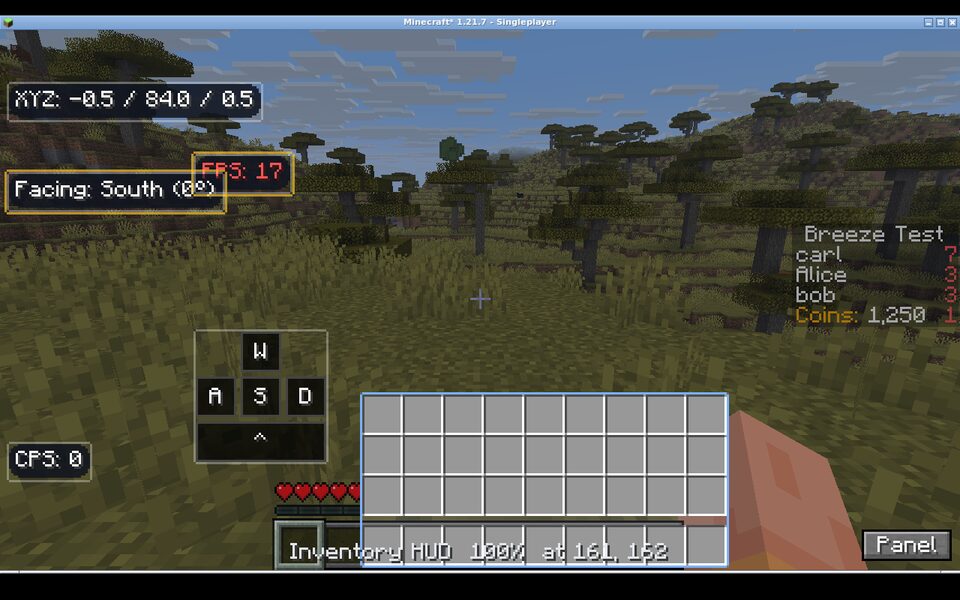 Minecraft* 1.21.7 - Singleplayer
XYZ: -0.5 / 84.0 / 0.5
FPS: 17
Facing: South (0°)
Breeze Test
carl 7
Alice 3
bob 3
Coins: 1,250 1
W
A S D
^
CPS: 0
Inventory HUD 100% at 161, 162
Panel